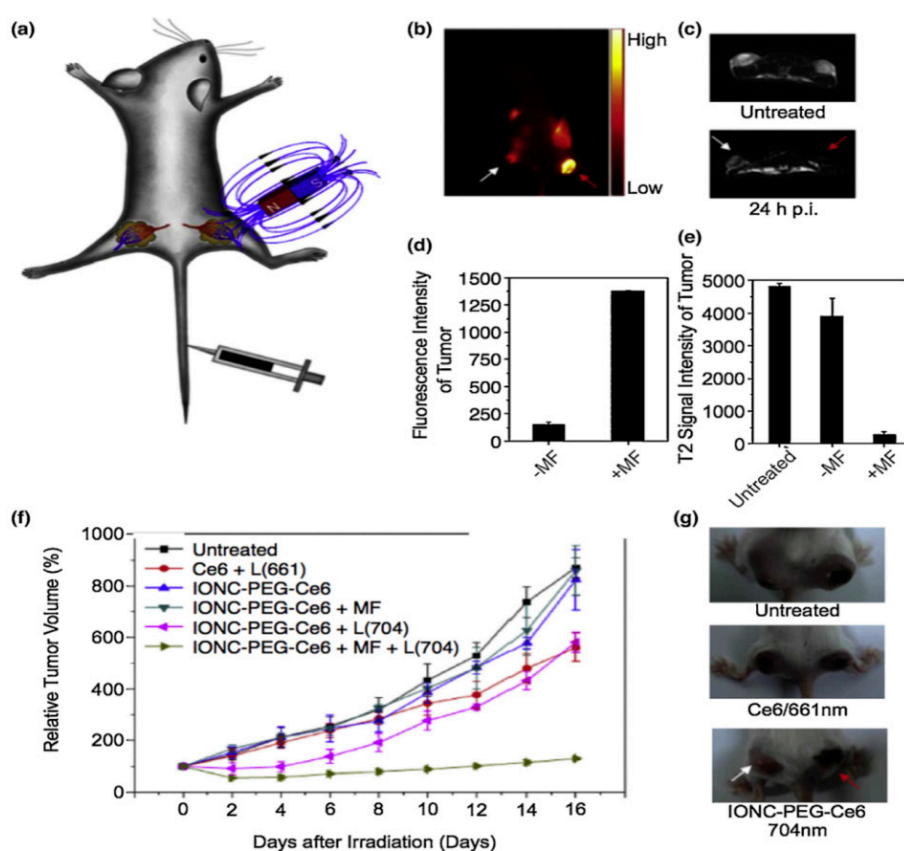 (a)
N
S
(b)
High
Low
(c)
Untreated
24 h p.i.
(d)
Fluorescence Intensity
of Tumor
1500
1250
1000
750
500
250
0
-MF
+MF
(e)
T2 Signal Intensity of Tumor
5000
4000
3000
2000
1000
0
Untreated
-MF
+MF
(f)
Relative Tumor Volume (%)
1000
800
600
400
200
0
Untreated
Ce6 + L(661)
IONC-PEG-Ce6
IONC-PEG-Ce6 + MF
IONC-PEG-Ce6 + L(704)
IONC-PEG-Ce6 + MF + L(704)
0 2 4 6 8 10 12 14 16
Days after Irradiation (Days)
(g)
Untreated
Ce6/661nm
IONC-PEG-Ce6
704nm